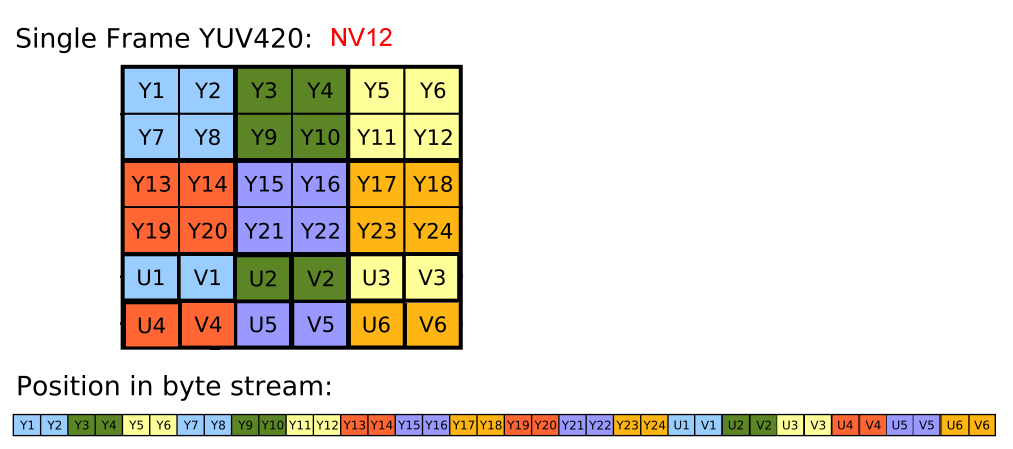 Single Frame YUV420: NV12
Y1 Y2 Y3 Y4 Y5 Y6
Y7 Y8 Y9 Y10 Y11 Y12
Y13 Y14 Y15 Y16 Y17 Y18
Y19 Y20 Y21 Y22 Y23 Y24
U1 V1 U2 V2 U3 V3
U4 V4 U5 V5 U6 V6
Position in byte stream:
Y1 Y2 Y3 Y4 Y5 Y6 Y7 Y8 Y9 Y10 Y11 Y12 Y13 Y14 Y15 Y16 Y17 Y18 Y19 Y20 Y21 Y22 Y23 Y24 U1 V1 U2 V2 U3 V3 U4 V4 U5 V5 U6 V6